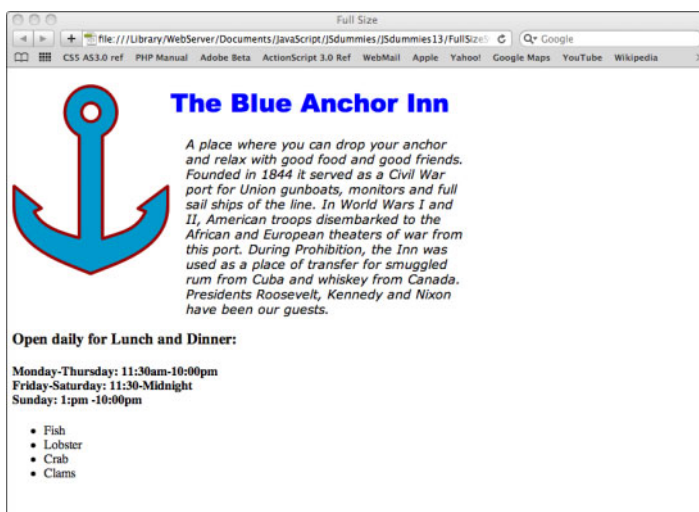 Full Size
file:///Library/WebServer/Documents/JavaScript/JSdummies/JSdummies13/FullSizeS
Google
CS5 AS3.0 ref PHP Manual Adobe Beta ActionScript 3.0 Ref WebMail Apple Yahoo! Google Maps YouTube Wikipedia
The Blue Anchor Inn
A place where you can drop your anchor
and relax with good food and good friends.
Founded in 1844 it served as a Civil War
port for Union gunboats, monitors and full
sail ships of the line. In World Wars I and
II, American troops disembarked to the
African and European theaters of war from
this port. During Prohibition, the Inn was
used as a place of transfer for smuggled
rum from Cuba and whiskey from Canada.
Presidents Roosevelt, Kennedy and Nixon
have been our guests.
Open daily for Lunch and Dinner:
Monday-Thursday: 11:30am-10:00pm
Friday-Saturday: 11:30-Midnight
Sunday: 1:pm -10:00pm
• Fish
• Lobster
• Crab
• Clams